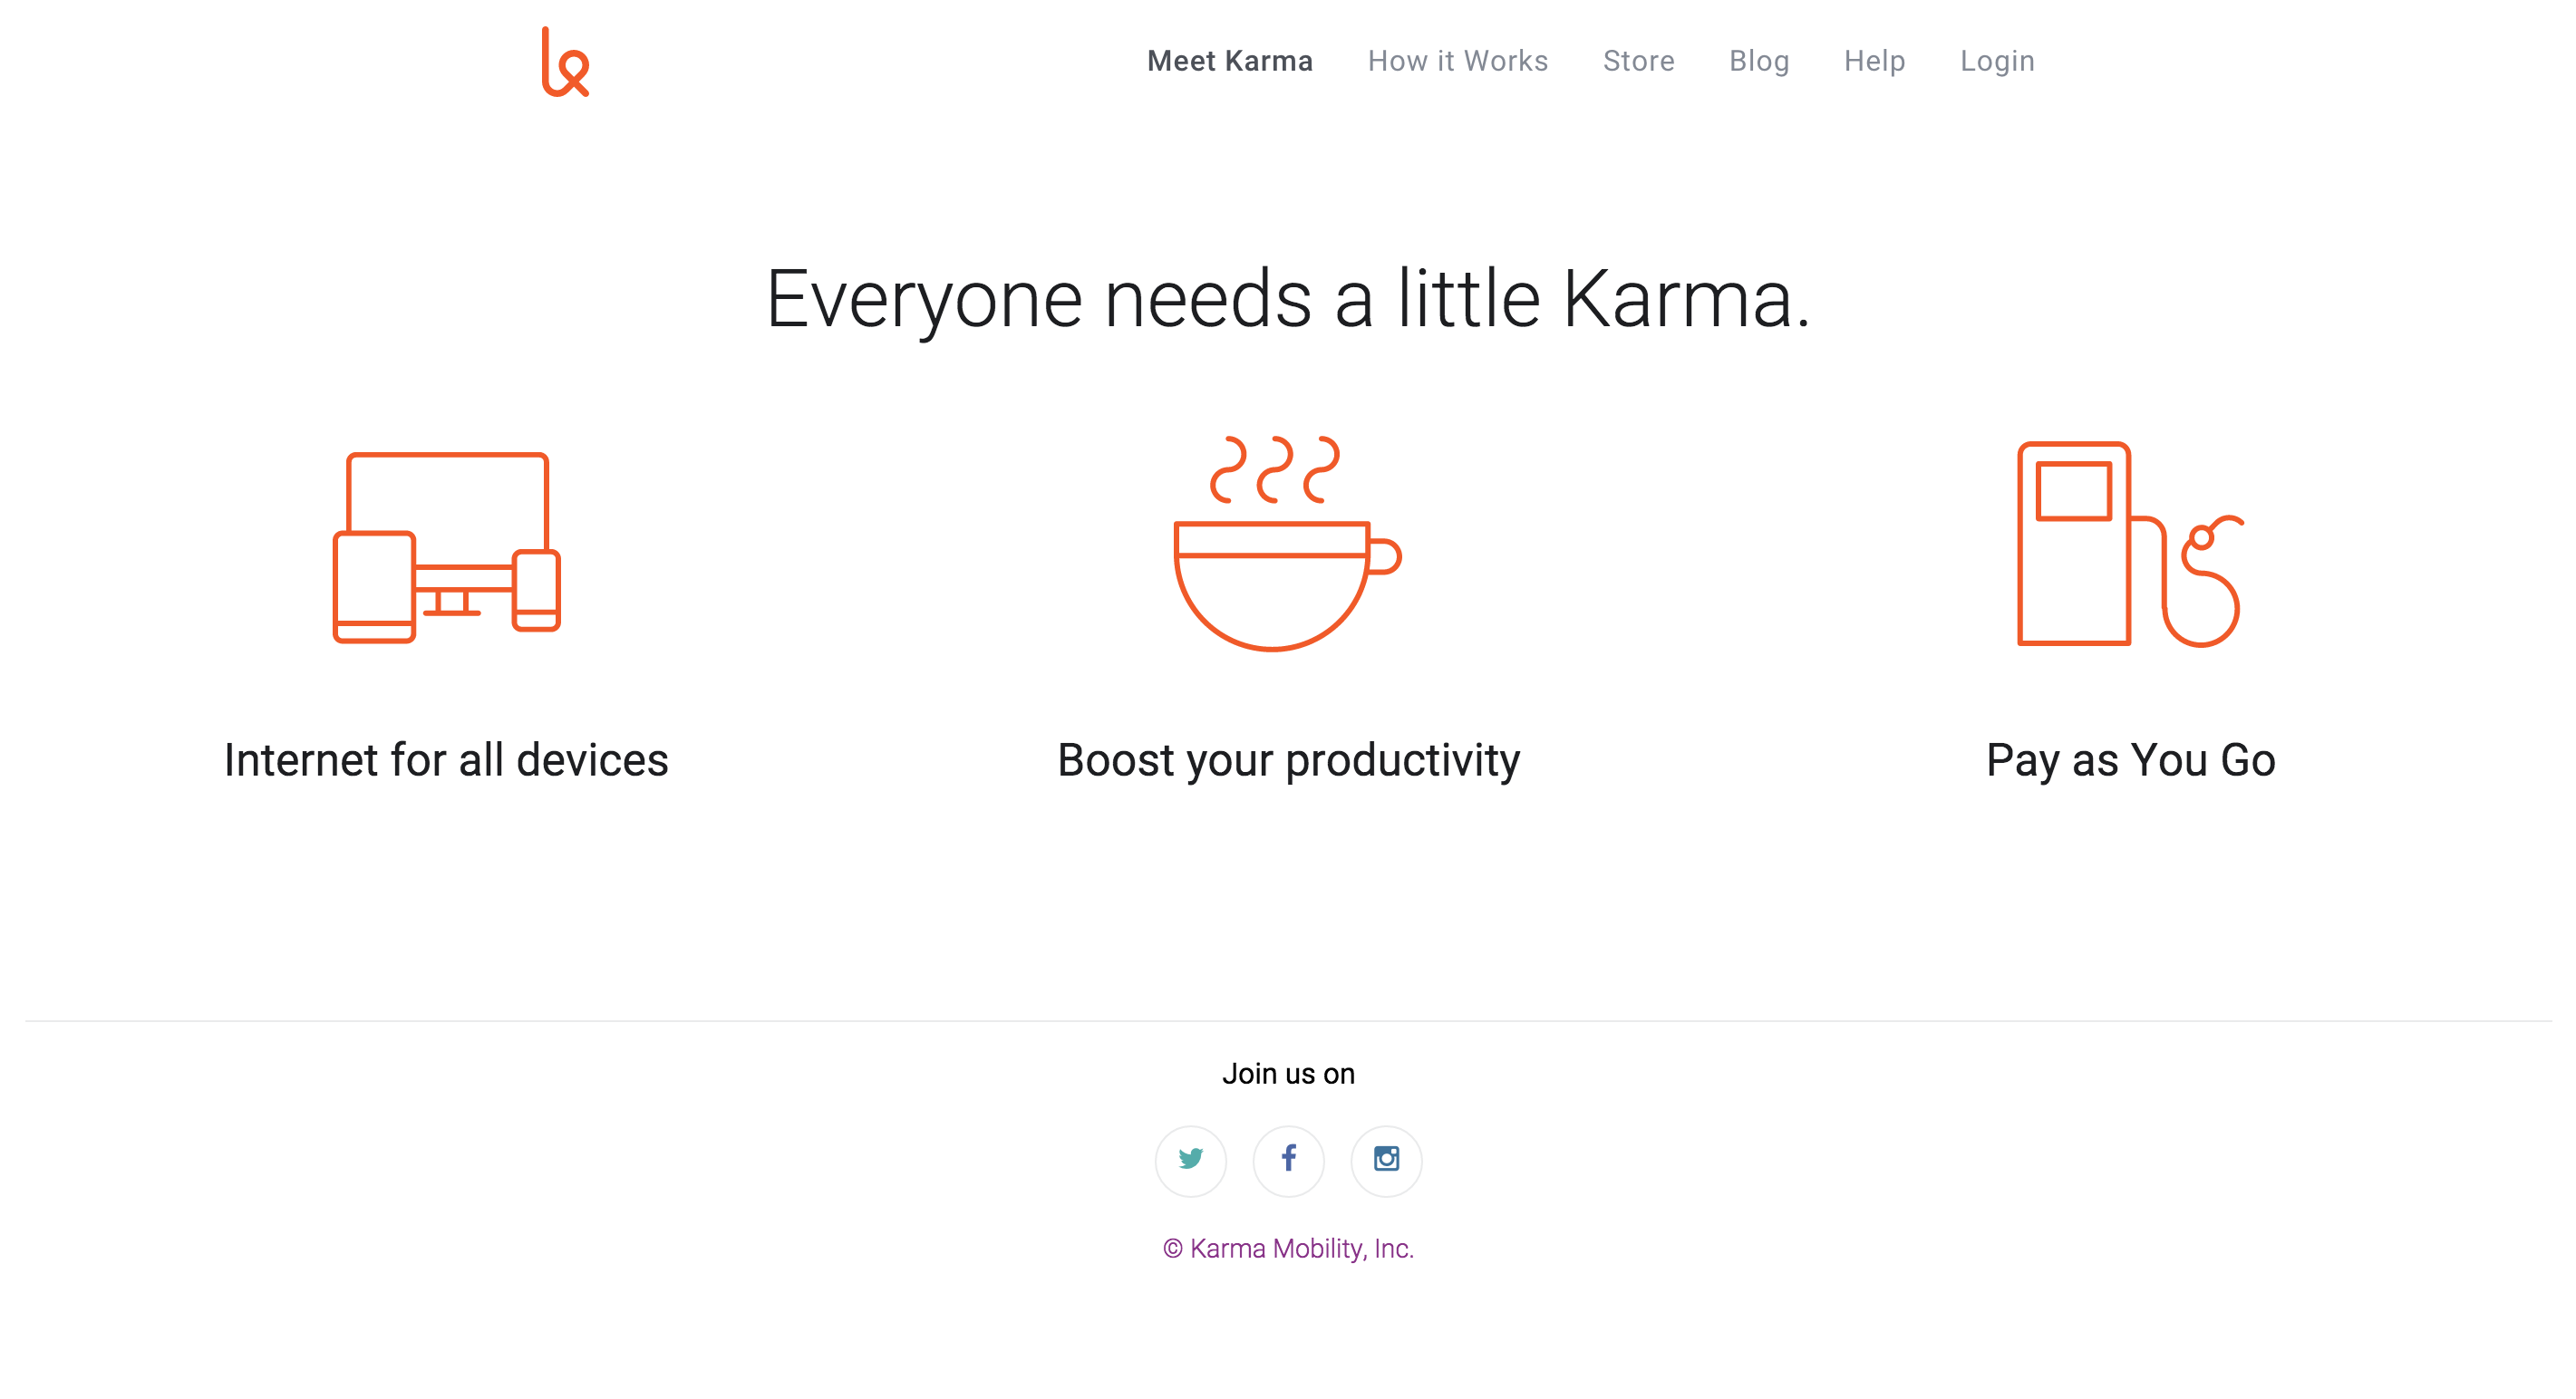 Meet Karma How it Works Store Blog Help Login
Everyone needs a little Karma.
Internet for all devices
Boost your productivity
Pay as You Go
Join us on
© Karma Mobility, Inc.